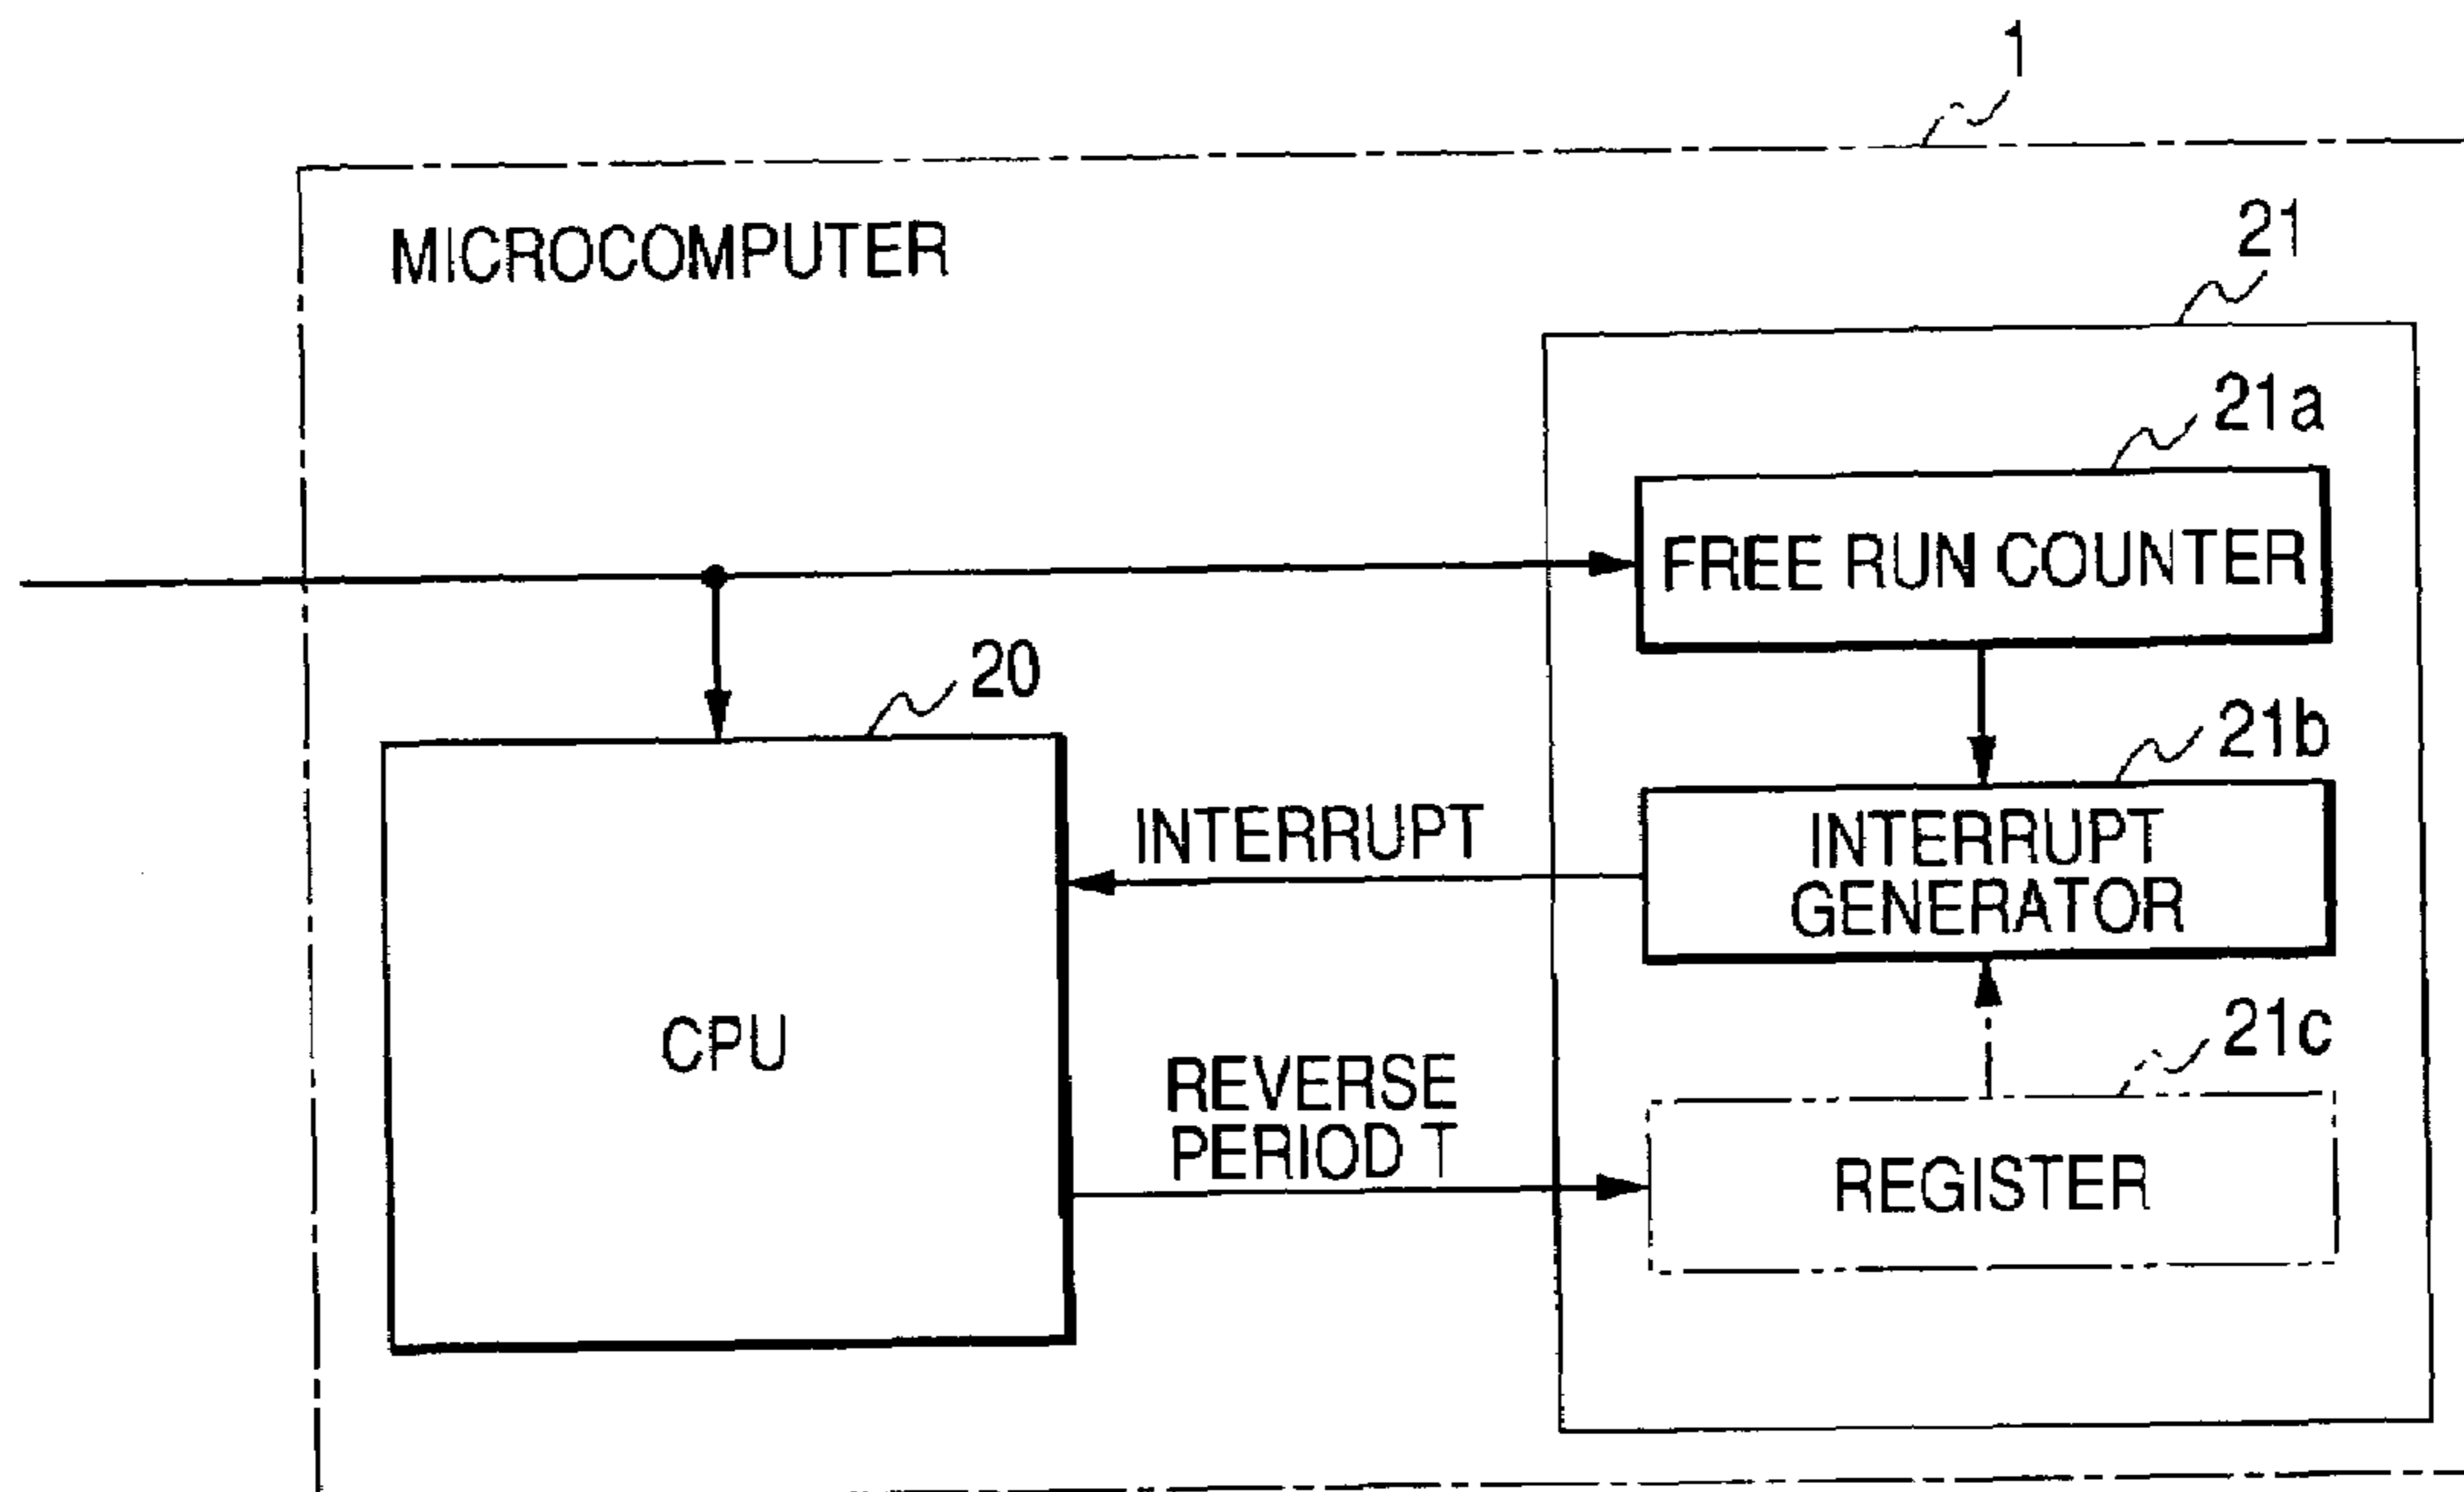 1
MICROCOMPUTER
21
21a
FREE RUN COUNTER
20
21b
INTERRUPT
INTERRUPT
GENERATOR
CPU
21c
REVERSE
PERIOD T
REGISTER